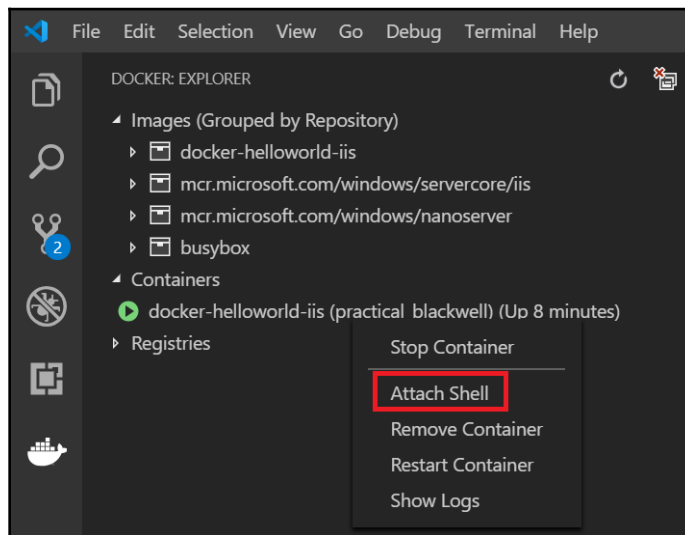 File Edit Selection View Go Debug Terminal Help
DOCKER: EXPLORER
Images (Grouped by Repository)
docker-helloworld-iis
mcr.microsoft.com/windows/servercore/iis
mcr.microsoft.com/windows/nanoserver
2
busybox
Containers
docker-helloworld-iis (practical_blackwell) (Up 8 minutes)
Registries
Stop Container
Attach Shell
Remove Container
Restart Container
Show Logs